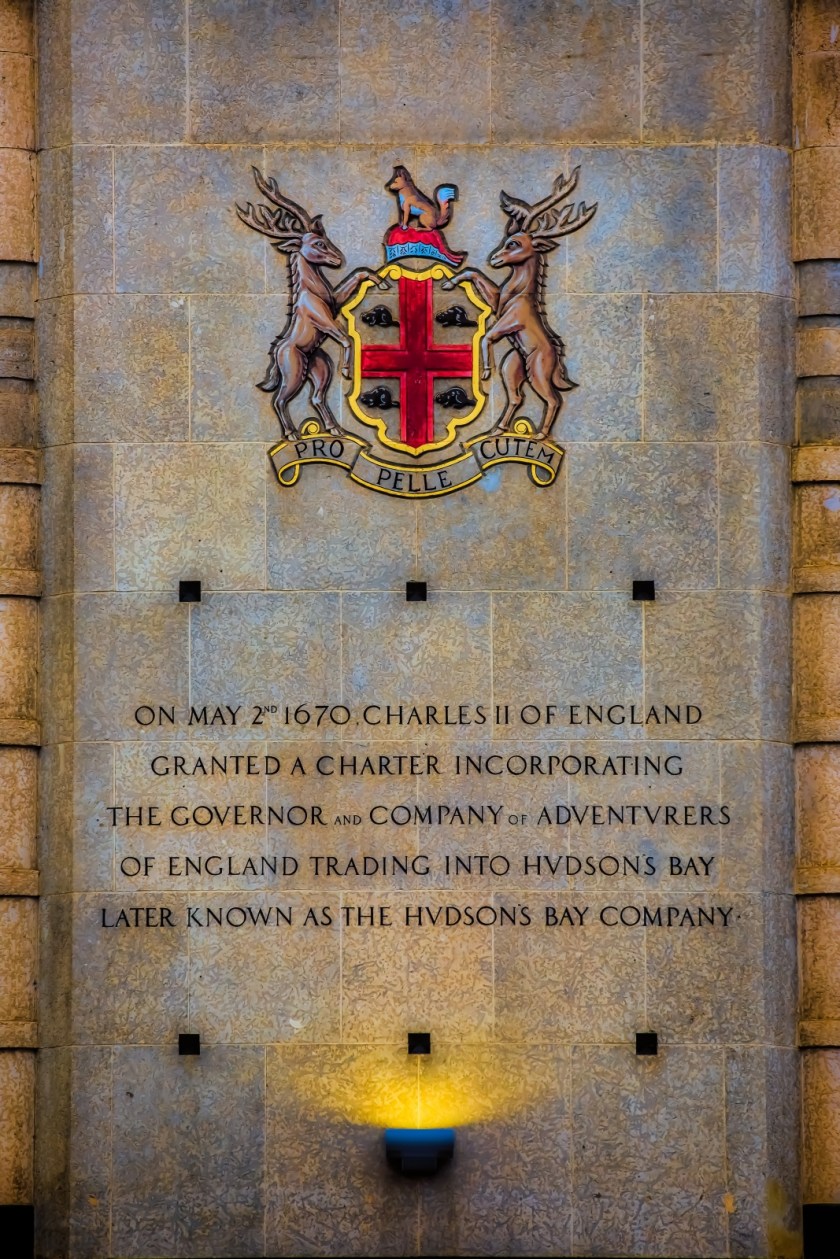 PRO PELLE CUTEM
ON MAY 2ND 1670, CHARLES II OF ENGLAND
GRANTED A CHARTER INCORPORATING
THE GOVERNOR AND COMPANY OF ADVENTVRERS
OF ENGLAND TRADING INTO HVDSON'S BAY
LATER KNOWN AS THE HVDSON'S BAY COMPANY·